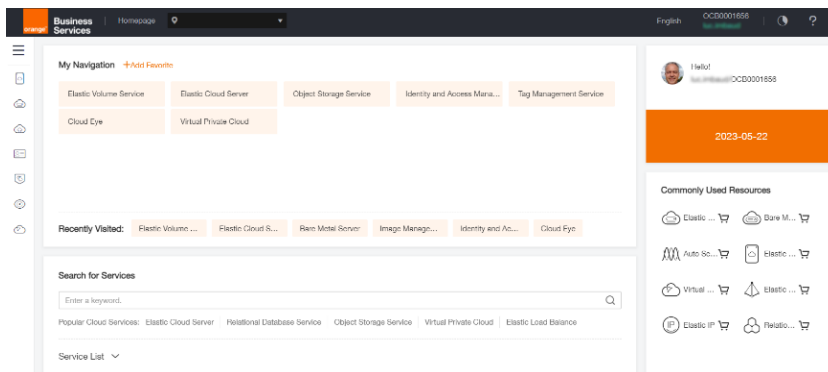 orange
Business Services
Homepage
English
OCB0001656
?
My Navigation +Add Favorite
Elastic Volume Service
Elastic Cloud Server
Object Storage Service
Identity and Access Mana...
Tag Management Service
Cloud Eye
Virtual Private Cloud
Recently Visited:
Elastic Volume ...
Elastic Cloud S...
Bare Metal Server
Image Manage...
Identity and Ac...
Cloud Eye
Search for Services
Enter a keyword.
Popular Cloud Services: Elastic Cloud Server | Relational Database Service Object Storage Service | Virtual Private Cloud | Elastic Load Balance
Service List
Hello!
/OCB0001656
2023-05-22
Commonly Used Resources
Elastic ...
Bare M...
Auto Sc...
Elastic ...
Virtual ...
Elastic ...
IP
Elastic IP
Relatio...